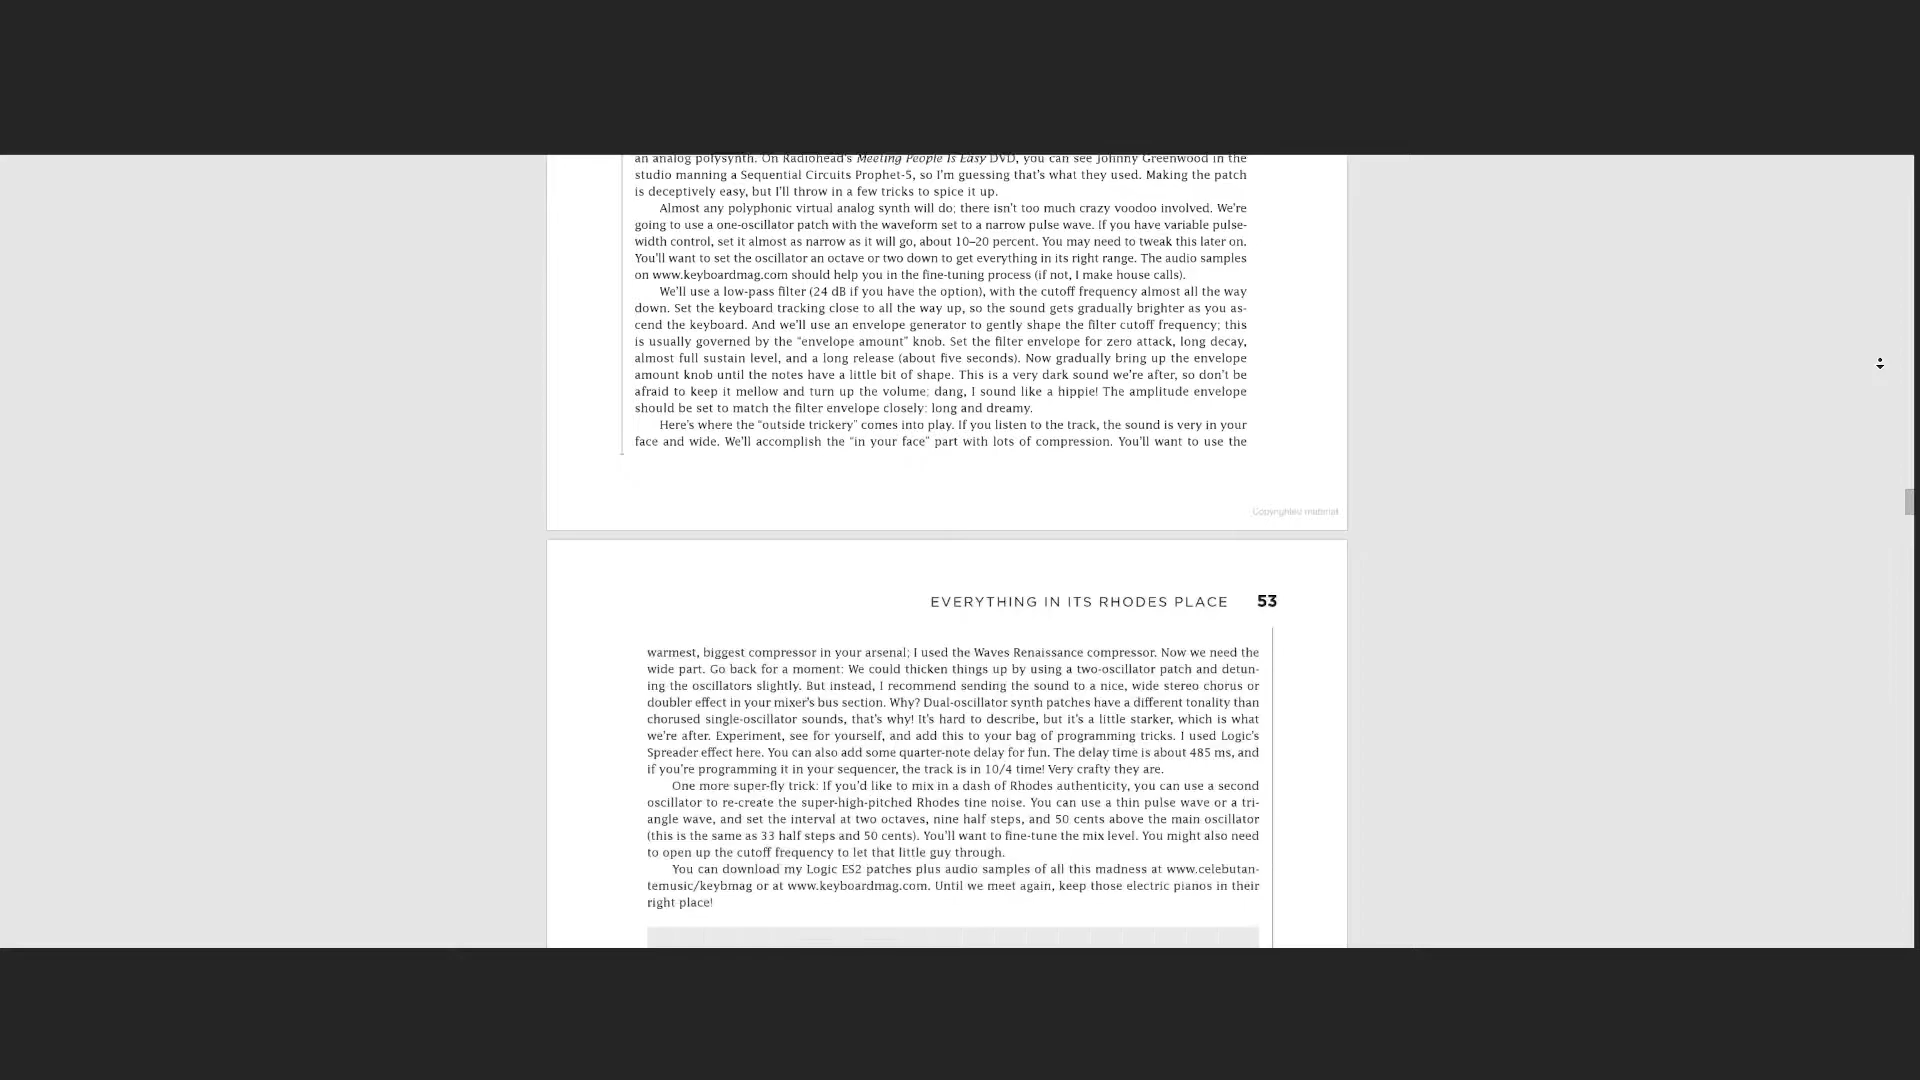 an analog polysynth. On Radiohead's Meeting People Is Easy DVD, you can see Johnny Greenwood in the
studio manning a Sequential Circuits Prophet-5, so I'm guessing that's what they used. Making the patch
is deceptively easy, but I'll throw in a few tricks to spice it up.
Almost any polyphonic virtual analog synth will do; there isn't too much crazy voodoo involved. We're
going to use a one-oscillator patch with the waveform set to a narrow pulse wave. If you have variable pulse-
width control, set it almost as narrow as it will go, about 10–20 percent. You may need to tweak this later on.
You'll want to set the oscillator an octave or two down to get everything in its right range. The audio samples
on www.keyboardmag.com should help you in the fine-tuning process (if not, I make house calls).
We'll use a low-pass filter (24 dB if you have the option), with the cutoff frequency almost all the way
down. Set the keyboard tracking close to all the way up, so the sound gets gradually brighter as you as-
cend the keyboard. And we'll use an envelope generator to gently shape the filter cutoff frequency; this
is usually governed by the "envelope amount" knob. Set the filter envelope for zero attack, long decay,
almost full sustain level, and a long release (about five seconds). Now gradually bring up the envelope
amount knob until the notes have a little bit of shape. This is a very dark sound we're after, so don't be
afraid to keep it mellow and turn up the volume; dang, I sound like a hippie! The amplitude envelope
should be set to match the filter envelope closely: long and dreamy.
Here's where the "outside trickery" comes into play. If you listen to the track, the sound is very in your
face and wide. We'll accomplish the "in your face" part with lots of compression. You'll want to use the
Copyrighted material
EVERYTHING IN ITS RHODES PLACE 53
warmest, biggest compressor in your arsenal; I used the Waves Renaissance compressor. Now we need the
wide part. Go back for a moment: We could thicken things up by using a two-oscillator patch and detun-
ing the oscillators slightly. But instead, I recommend sending the sound to a nice, wide stereo chorus or
doubler effect in your mixer's bus section. Why? Dual-oscillator synth patches have a different tonality than
chorused single-oscillator sounds, that's why! It's hard to describe, but it's a little starker, which is what
we're after. Experiment, see for yourself, and add this to your bag of programming tricks. I used Logic's
Spreader effect here. You can also add some quarter-note delay for fun. The delay time is about 485 ms, and
if you're programming it in your sequencer, the track is in 10/4 time! Very crafty they are.
One more super-fly trick: If you'd like to mix in a dash of Rhodes authenticity, you can use a second
oscillator to re-create the super-high-pitched Rhodes tine noise. You can use a thin pulse wave or a tri-
angle wave, and set the interval at two octaves, nine half steps, and 50 cents above the main oscillator
(this is the same as 33 half steps and 50 cents). You'll want to fine-tune the mix level. You might also need
to open up the cutoff frequency to let that little guy through.
You can download my Logic ES2 patches plus audio samples of all this madness at www.celebutan-
temusic/keybmag or at www.keyboardmag.com. Until we meet again, keep those electric pianos in their
right place!